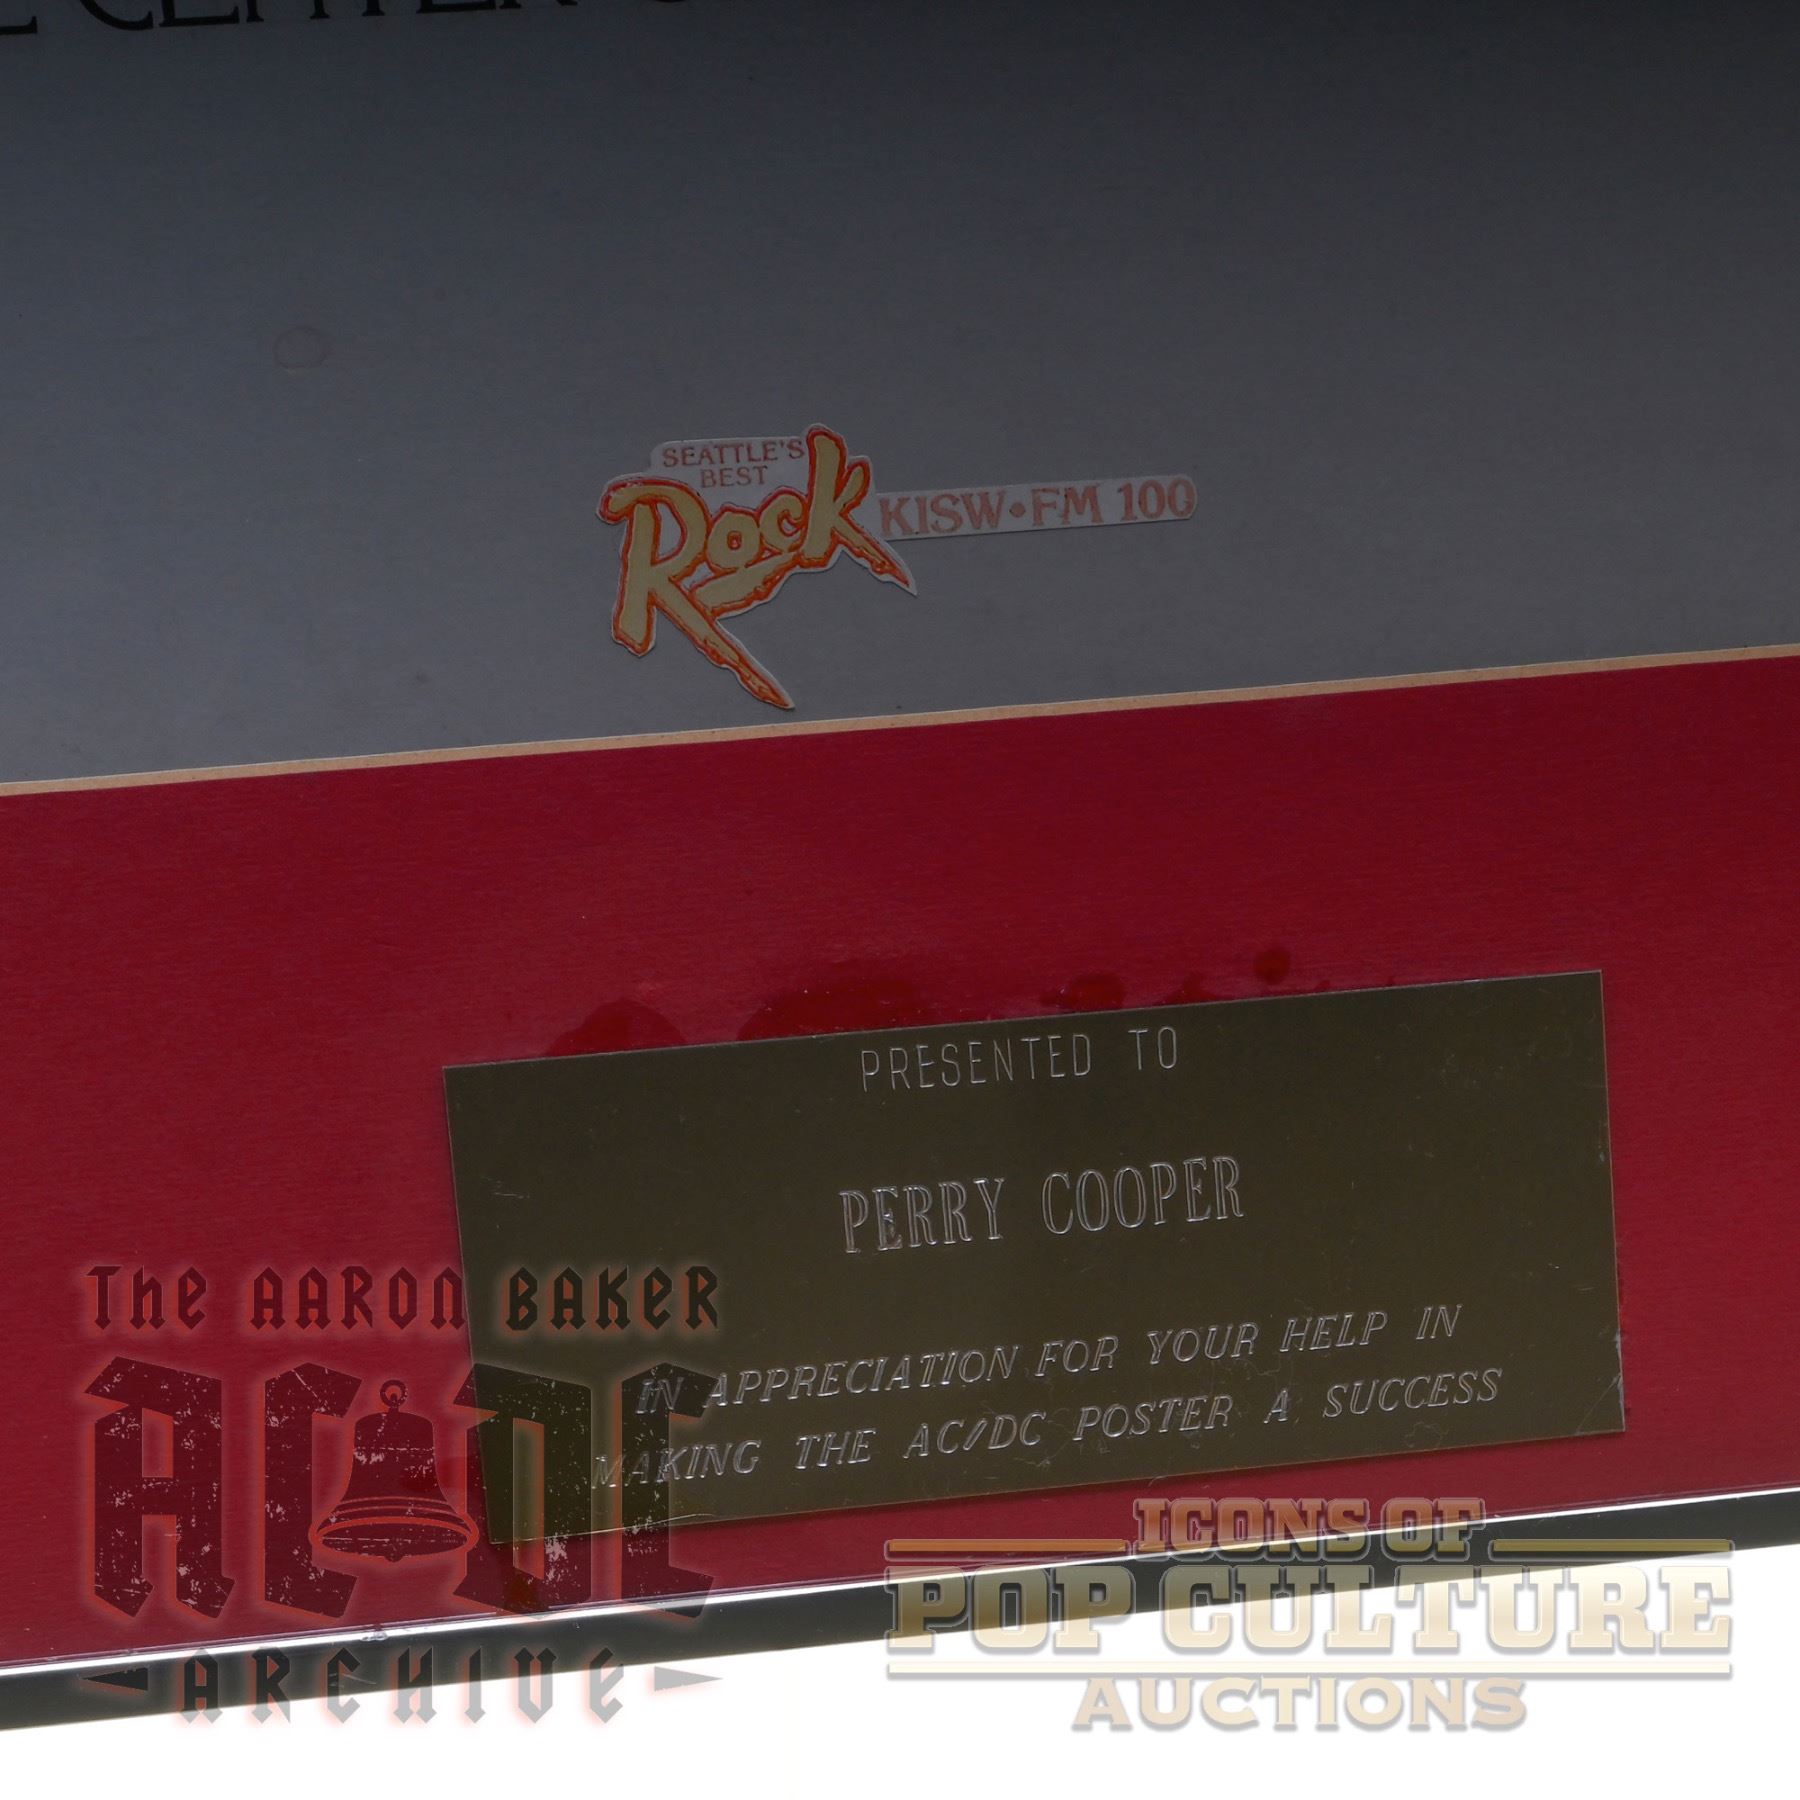 CENTER
SEATTLE'S
BEST
Rock
KISW•FM 100
PRESENTED TO
PERRY COOPER
IN APPRECIATION FOR YOUR HELP IN
MAKING THE AC/DC POSTER A SUCCESS
THE AARON BAKER
AC DC
ARCHIVE
ICONS OF
POP CULTURE
AUCTIONS